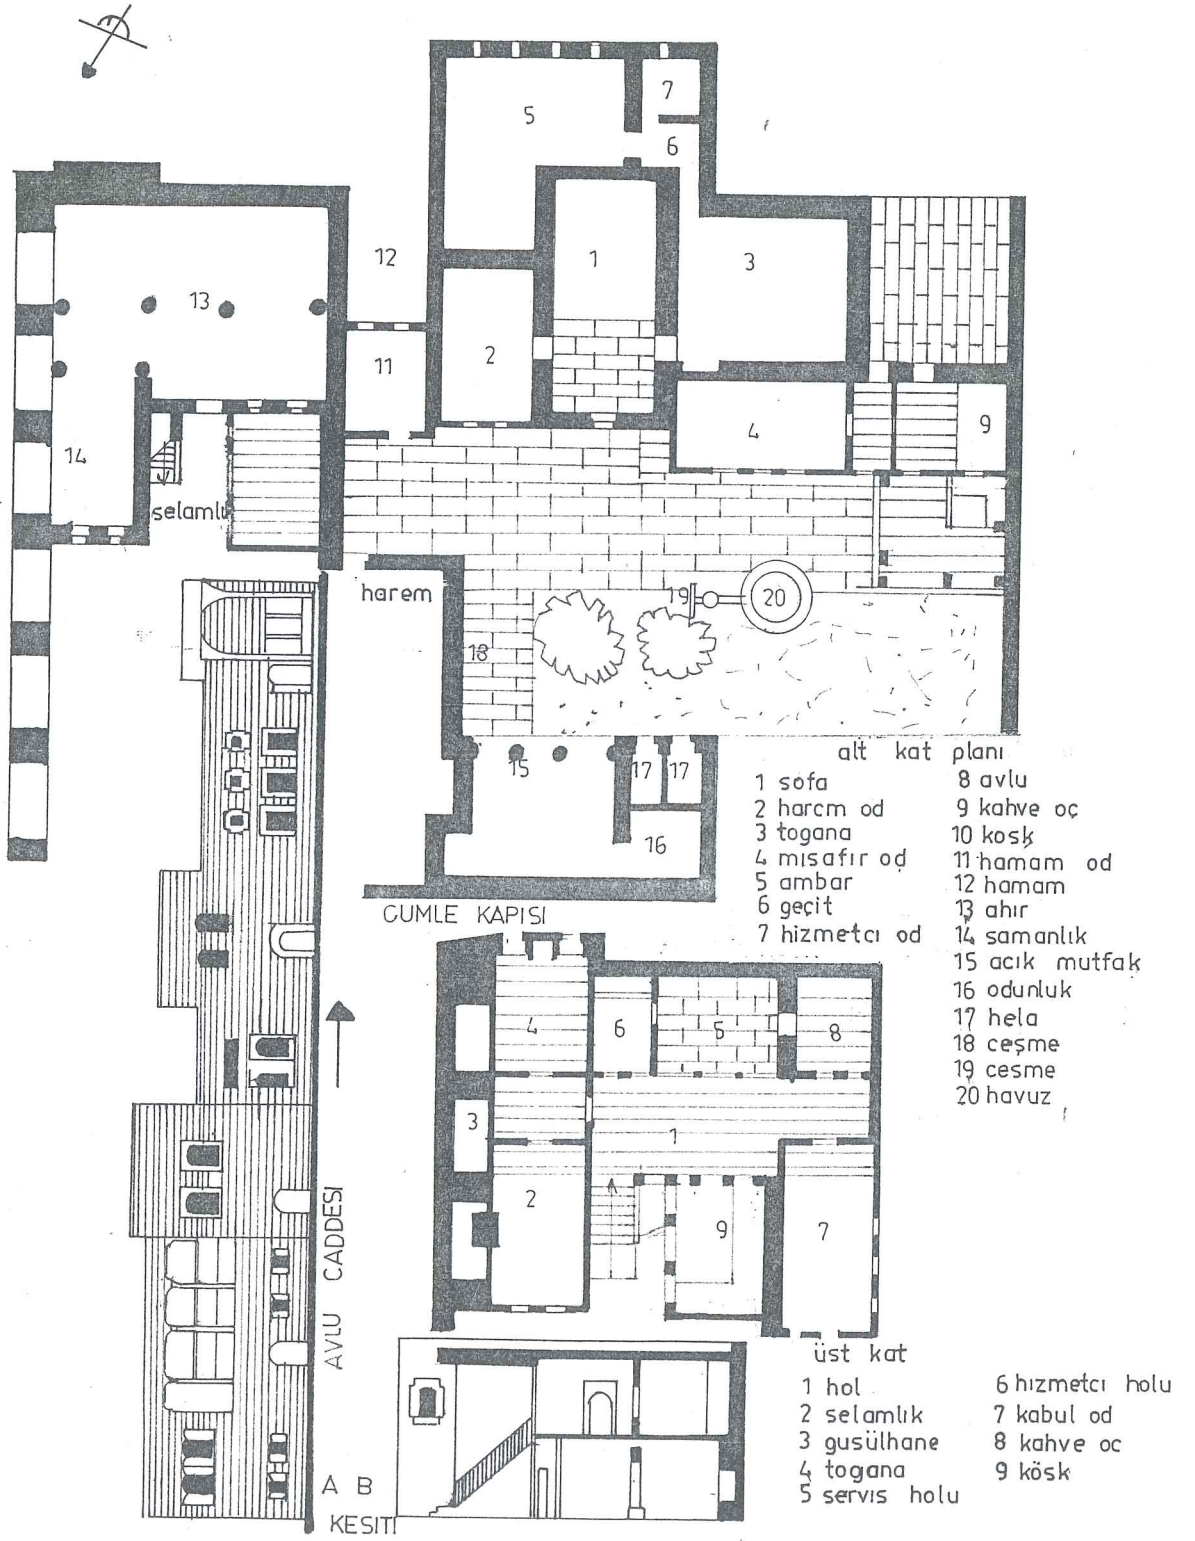 5
7
6
12
1
3
13
11
2
4
9
14
selamlı
harem
19
20
18
15
17
17
16
CUMLE KAPISI
alt kat planı
1 sofa
2 harem od
3 togana
4 mısafır od
5 ambar
6 geçit
7 hizmetcı od
8 avlu
9 kahve oç
10 kosk
11 hamam od
12 hamam
13 ahır
14 samanlık
15 acık mutfak
16 odunluk
17 hela
18 ceşme
19 cesme
20 havuz
4
6
5
8
3
1
2
9
7
AVLU CADDESI
A B
KESITI
üst kat
1 hol
2 selamlık
3 gusülhane
4 togana
5 servıs holu
6 hızmetcı holu
7 kabul od
8 kahve oc
9 kösk